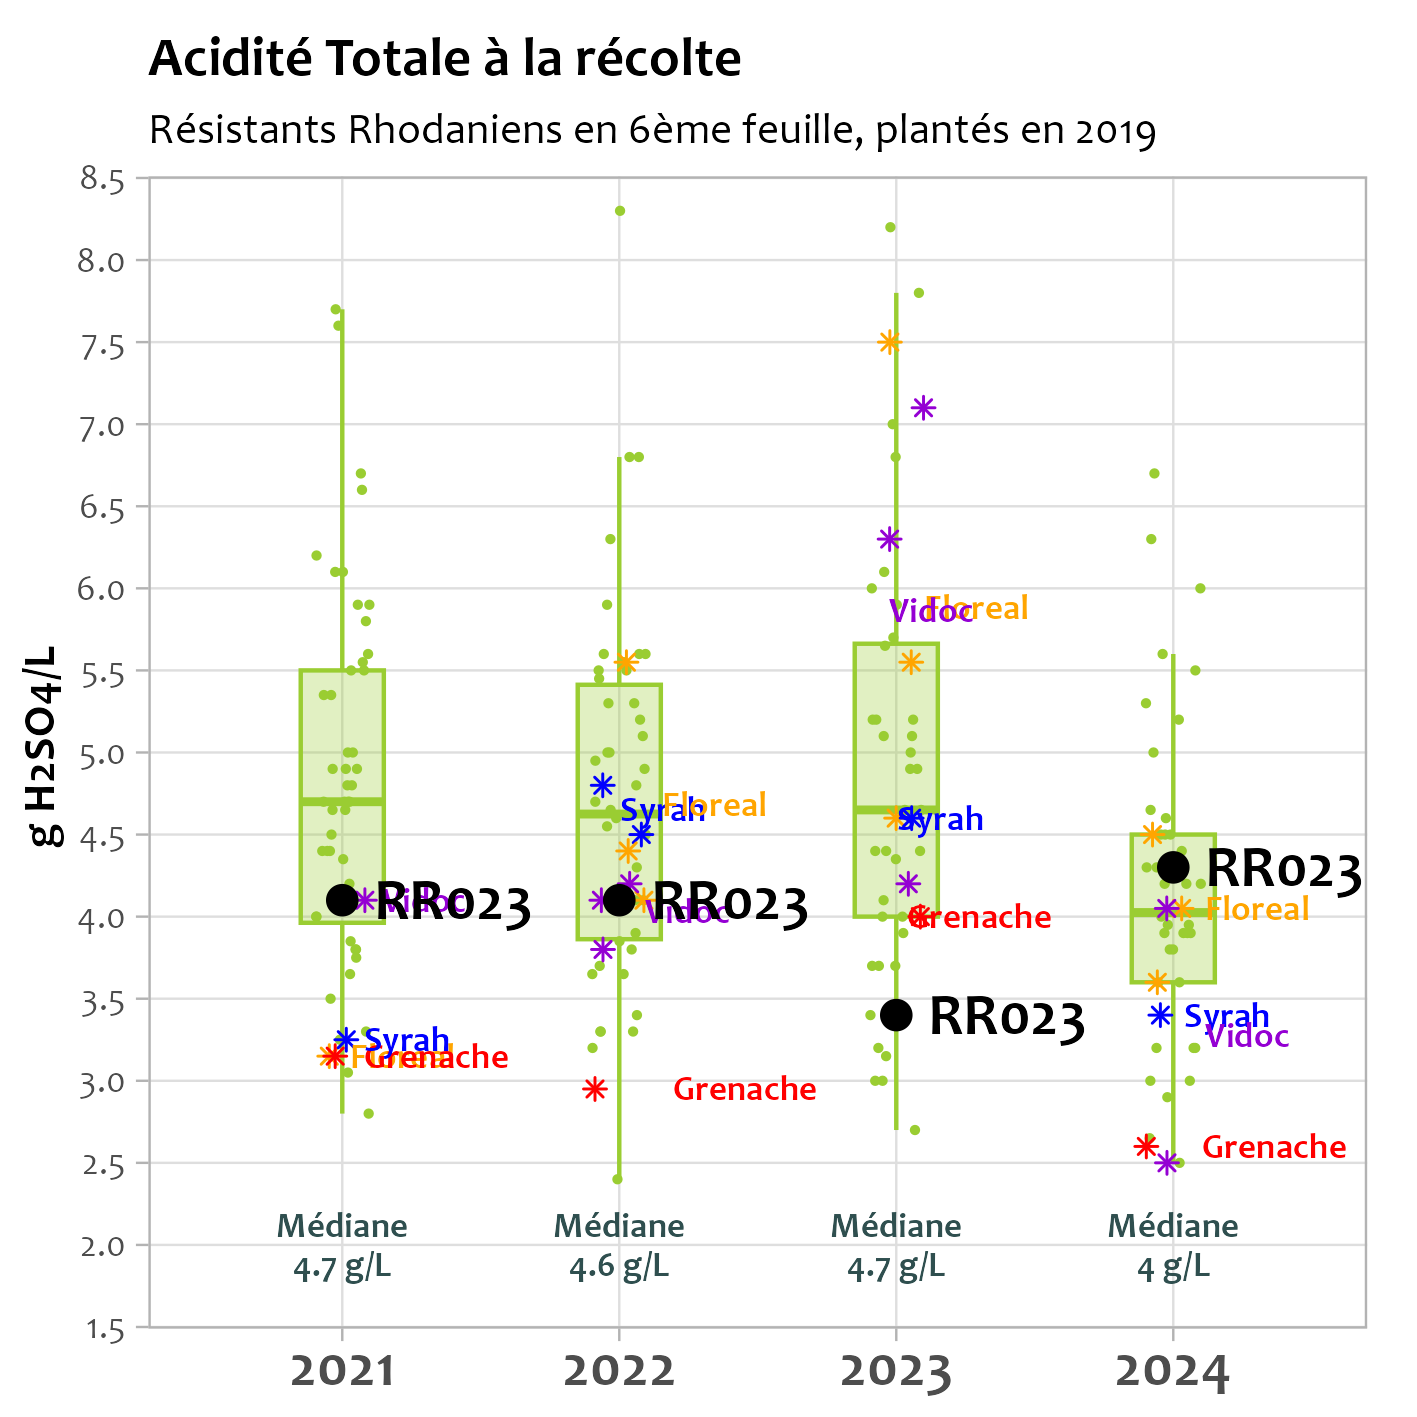 Acidité Totale à la récolte
Résistants Rhodaniens en 6ème feuille, plantés en 2019
g H2SO4/L
8.5
8.0
7.5
7.0
6.5
6.0
5.5
5.0
4.5
4.0
3.5
3.0
2.5
2.0
1.5
RR023
Vidoc
Syrah
Floreal
Grenache
Médiane
4.7 g/L
Syrah
Floreal
RR023
Vidoc
Grenache
Médiane
4.6 g/L
Vidoc
Floreal
Syrah
Grenache
RR023
Médiane
4.7 g/L
RR023
Floreal
Syrah
Vidoc
Grenache
Médiane
4 g/L
2021
2022
2023
2024